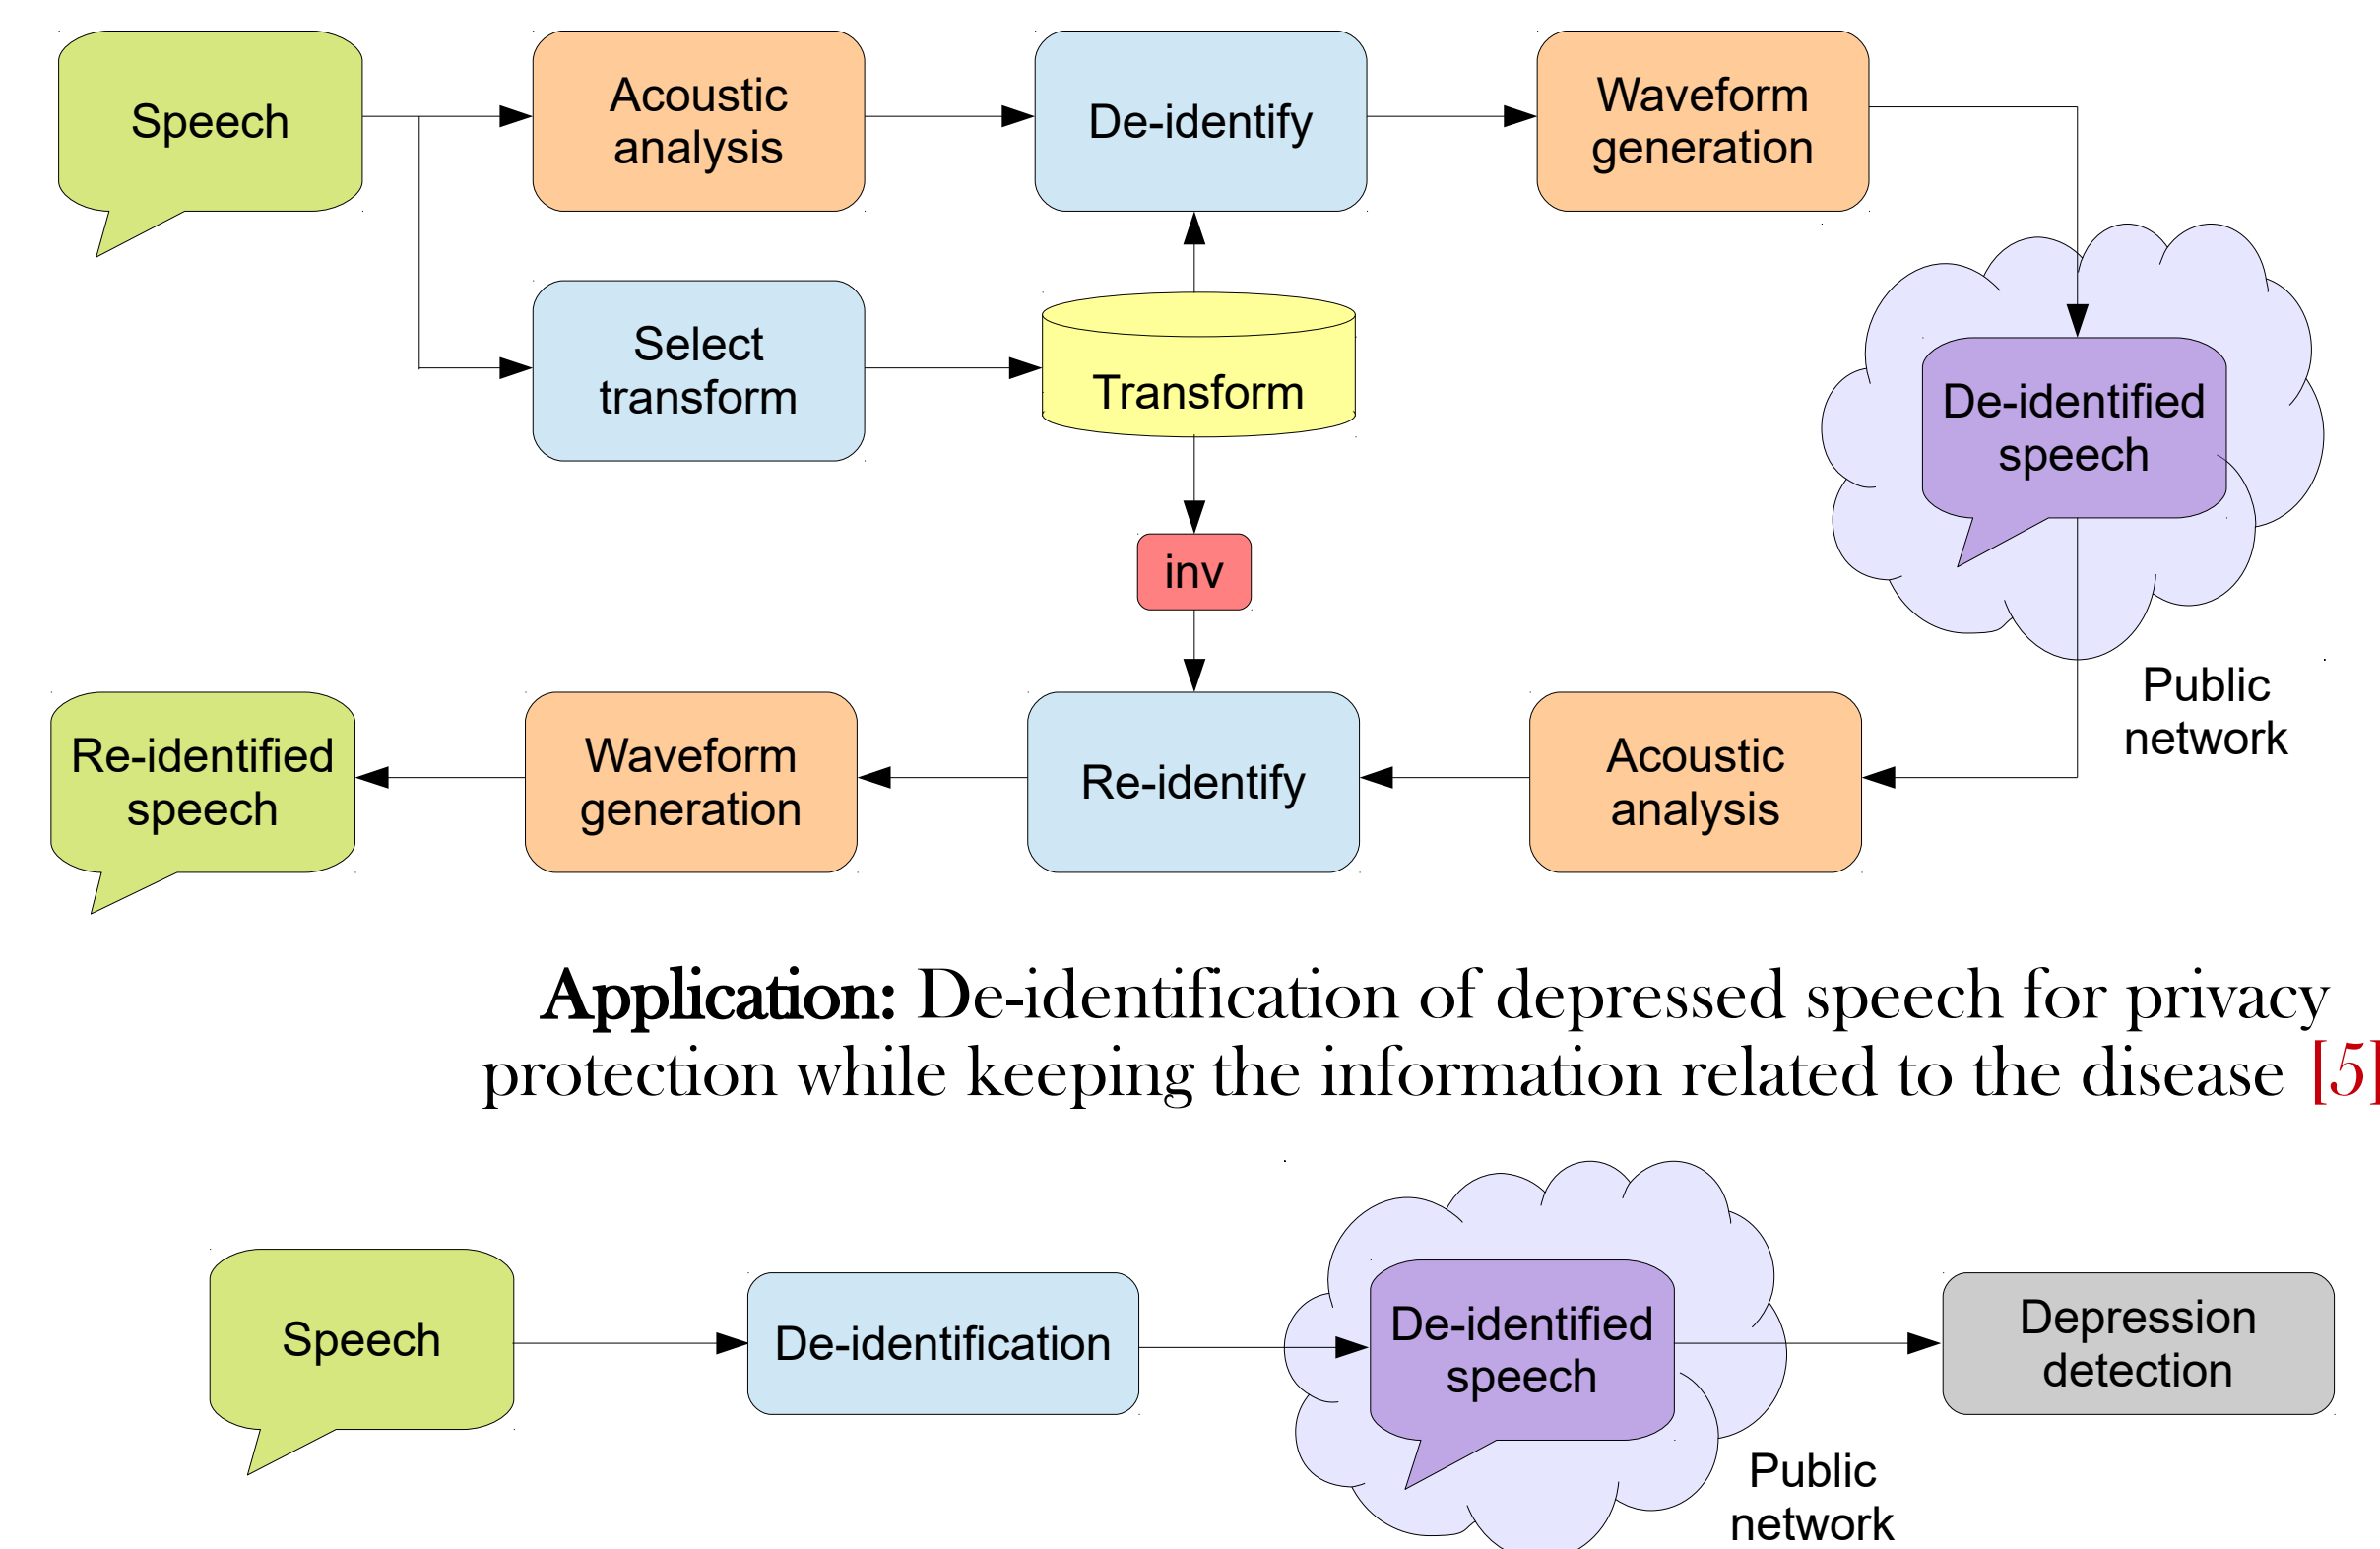 Speech
Acoustic
analysis
De-identify
Waveform
generation
Select
transform
Transform
De-identified
speech
inv
Public
network
Re-identified
speech
Waveform
generation
Re-identify
Acoustic
analysis
Application: De-identification of depressed speech for privacy
protection while keeping the information related to the disease [5]
Speech
De-identification
De-identified
speech
Depression
detection
Public
network